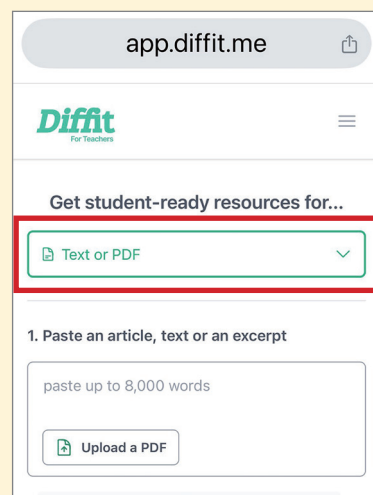 app.diffit.me
Diffit
For Teachers
Get student-ready resources for...
Text or PDF
1. Paste an article, text or an excerpt
paste up to 8,000 words
Upload a PDF